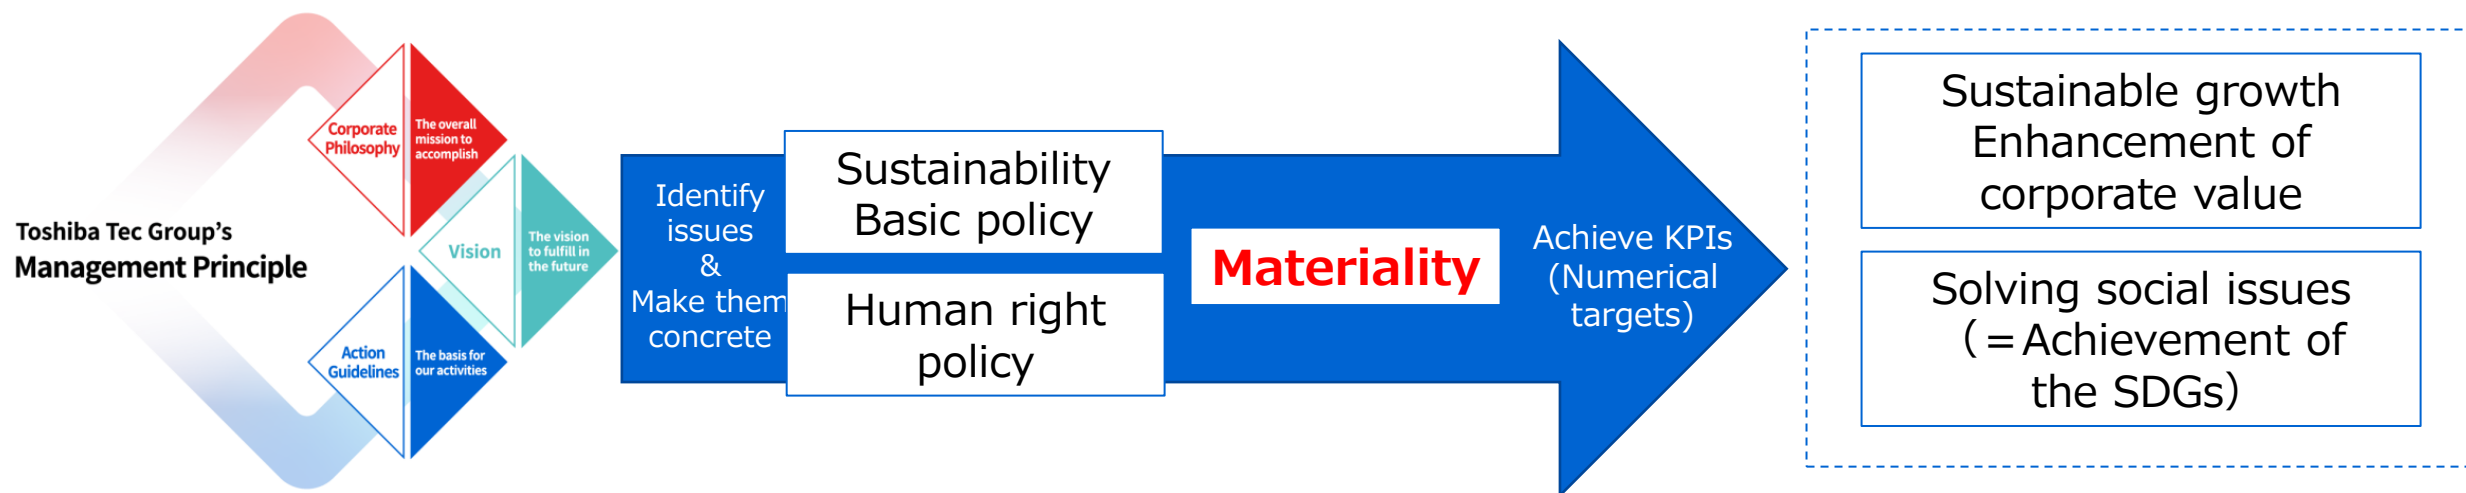 Toshiba Tec Group's
Management Principle
Corporate
Philosophy
The overall
mission to
accomplish
Vision
The vision
to fulfill in
the future
Action
Guidelines
The basis for
our activities
Identify
issues
&
Make them
concrete
Sustainability
Basic policy
Human right
policy
Materiality
Achieve KPIs
(Numerical
targets)
Sustainable growth
Enhancement of
corporate value
Solving social issues
（=Achievement of
the SDGs）